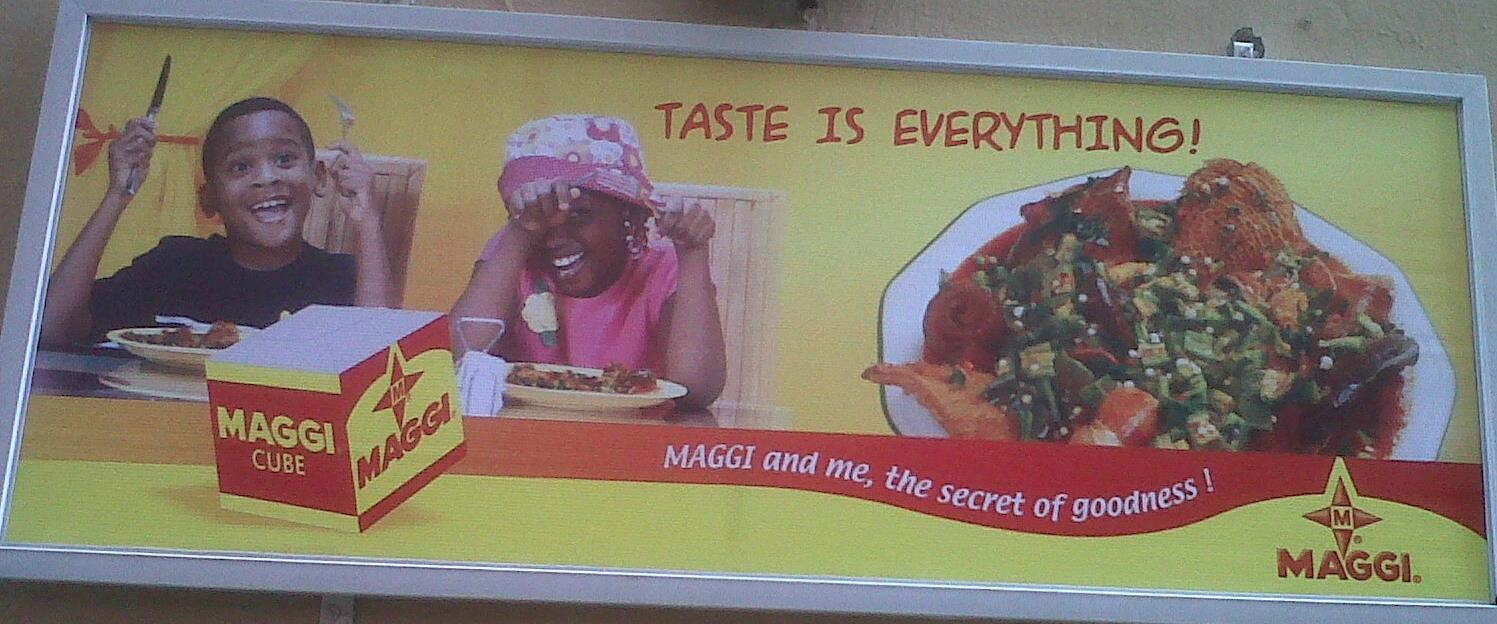 TASTE IS EVERYTHING!
MAGGI
CUBE
M
MAGGI
MAGGI and me, the secret of goodness !
M
MAGGI®